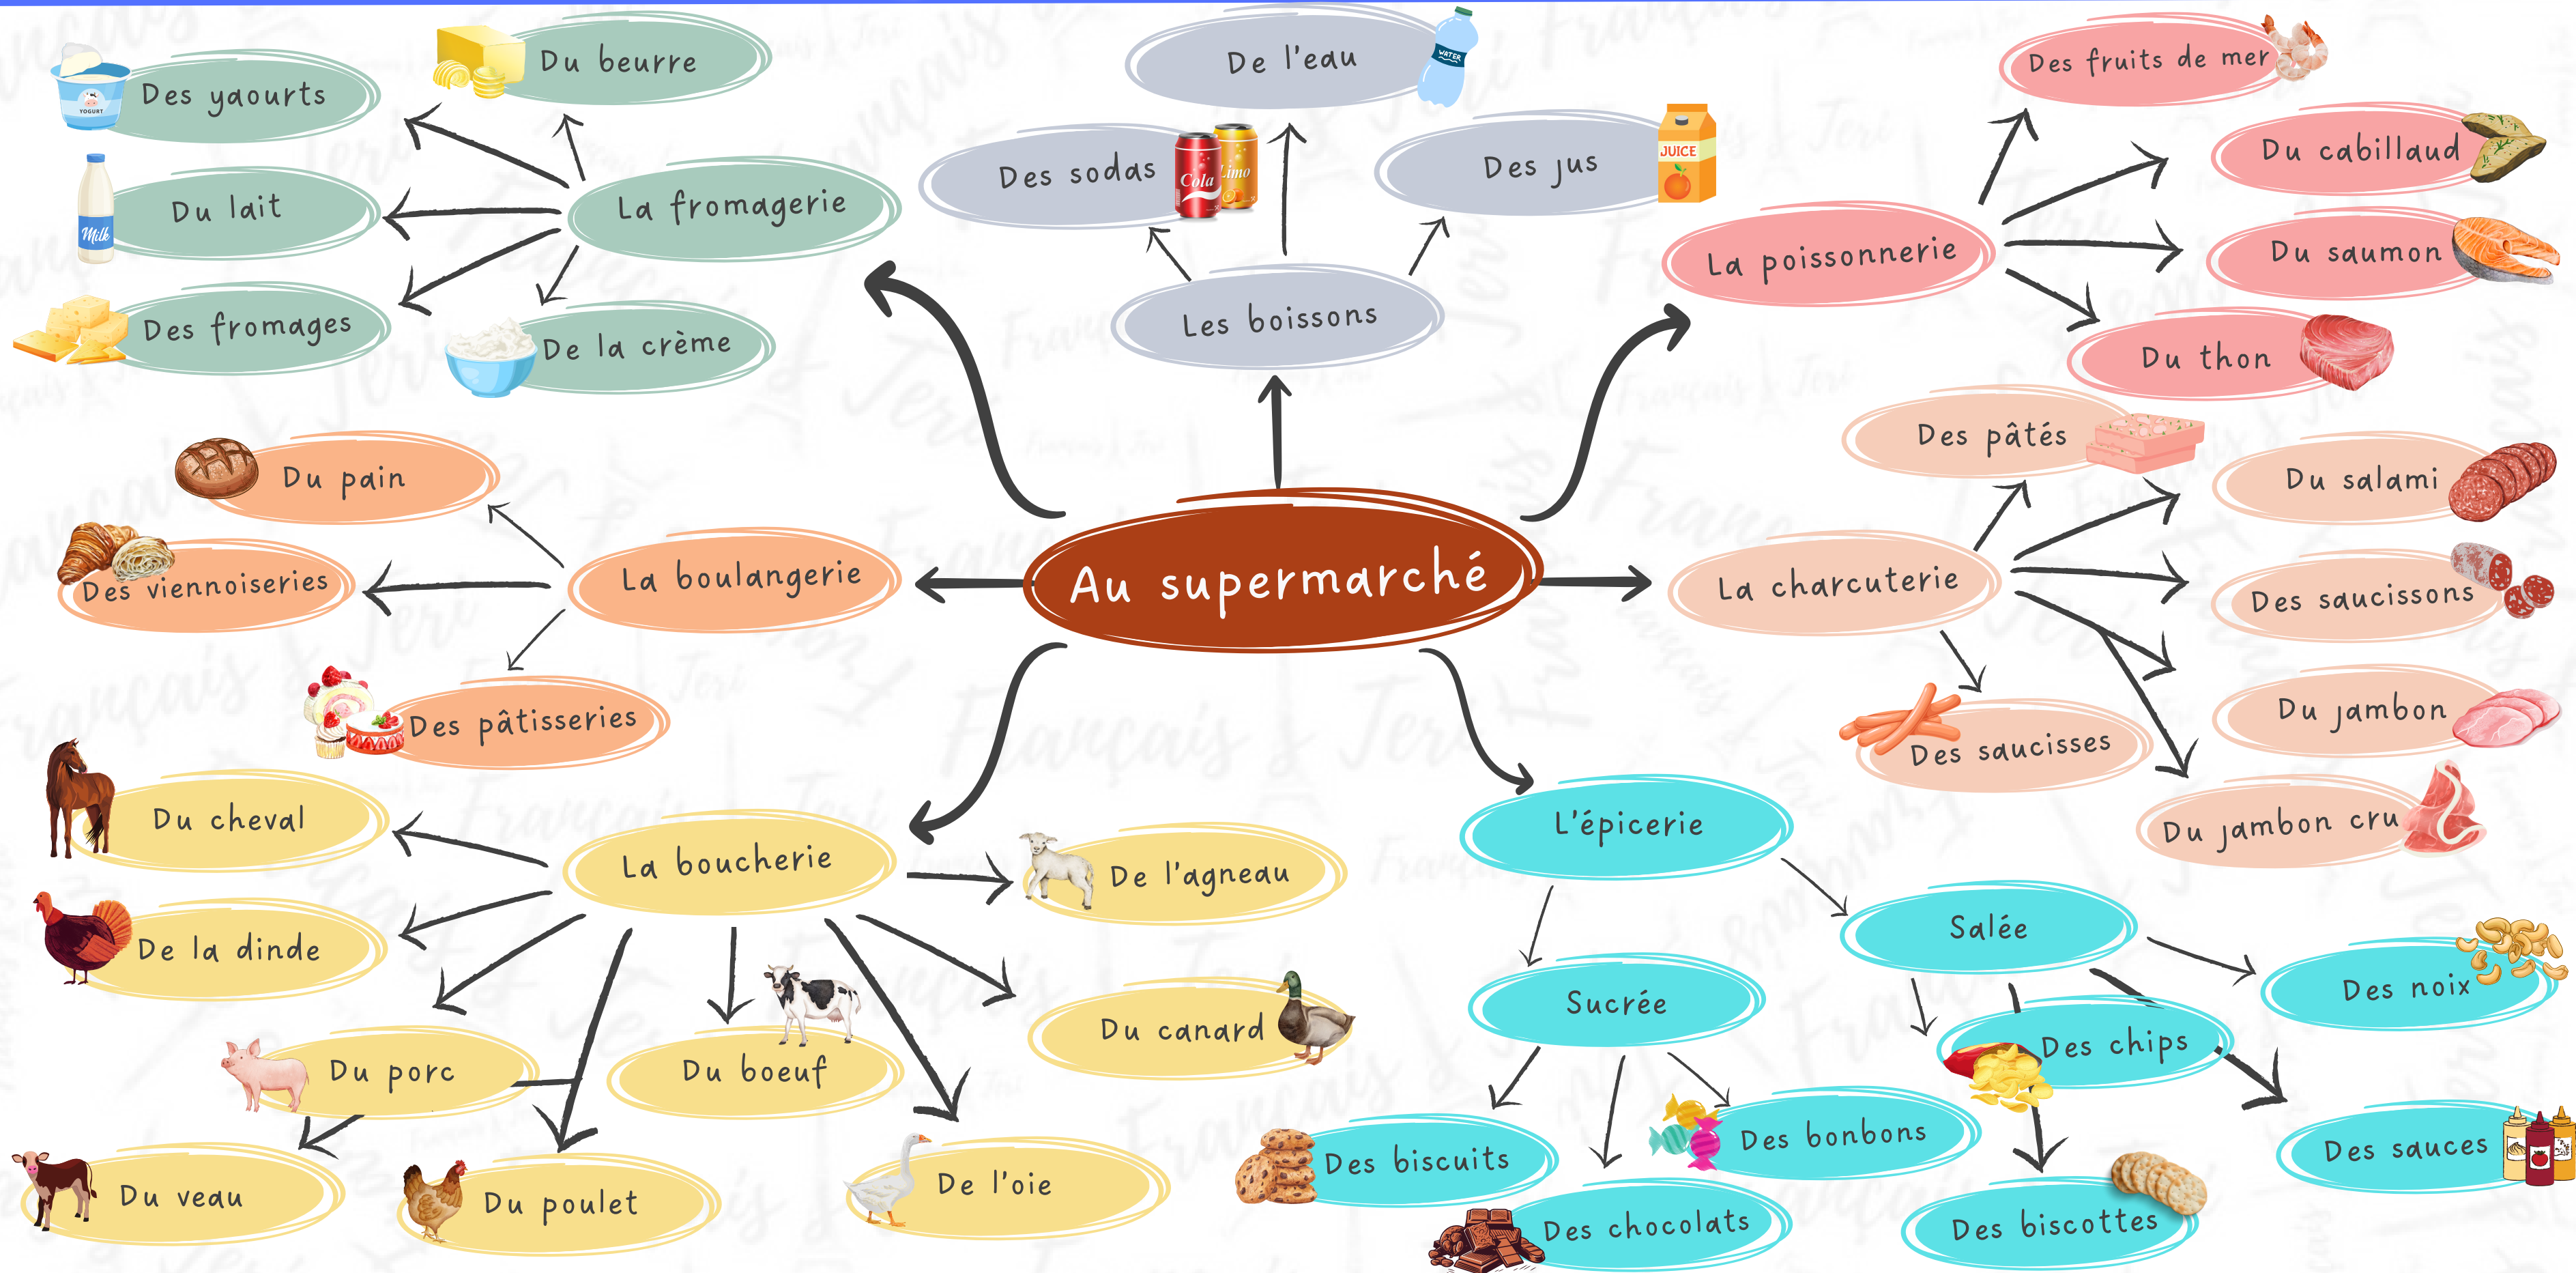 Au supermarché
La fromagerie
Du beurre
Des yaourts
YOGURT
Du lait
Milk
Des fromages
De la crème
Les boissons
De l'eau
WATER
Des sodas
Cola
Limo
Des jus
JUICE
La poissonnerie
Des fruits de mer
Du cabillaud
Du saumon
Du thon
La boulangerie
Du pain
Des viennoiseries
Des pâtisseries
La charcuterie
Des pâtés
Du salami
Des saucissons
Du jambon
Du jambon cru
Des saucisses
La boucherie
Du cheval
De la dinde
Du porc
Du veau
Du poulet
Du boeuf
De l'oie
Du canard
De l'agneau
L'épicerie
Sucrée
Des biscuits
Des chocolats
Des bonbons
Salée
Des noix
Des chips
Des sauces
Des biscottes
Français Teri